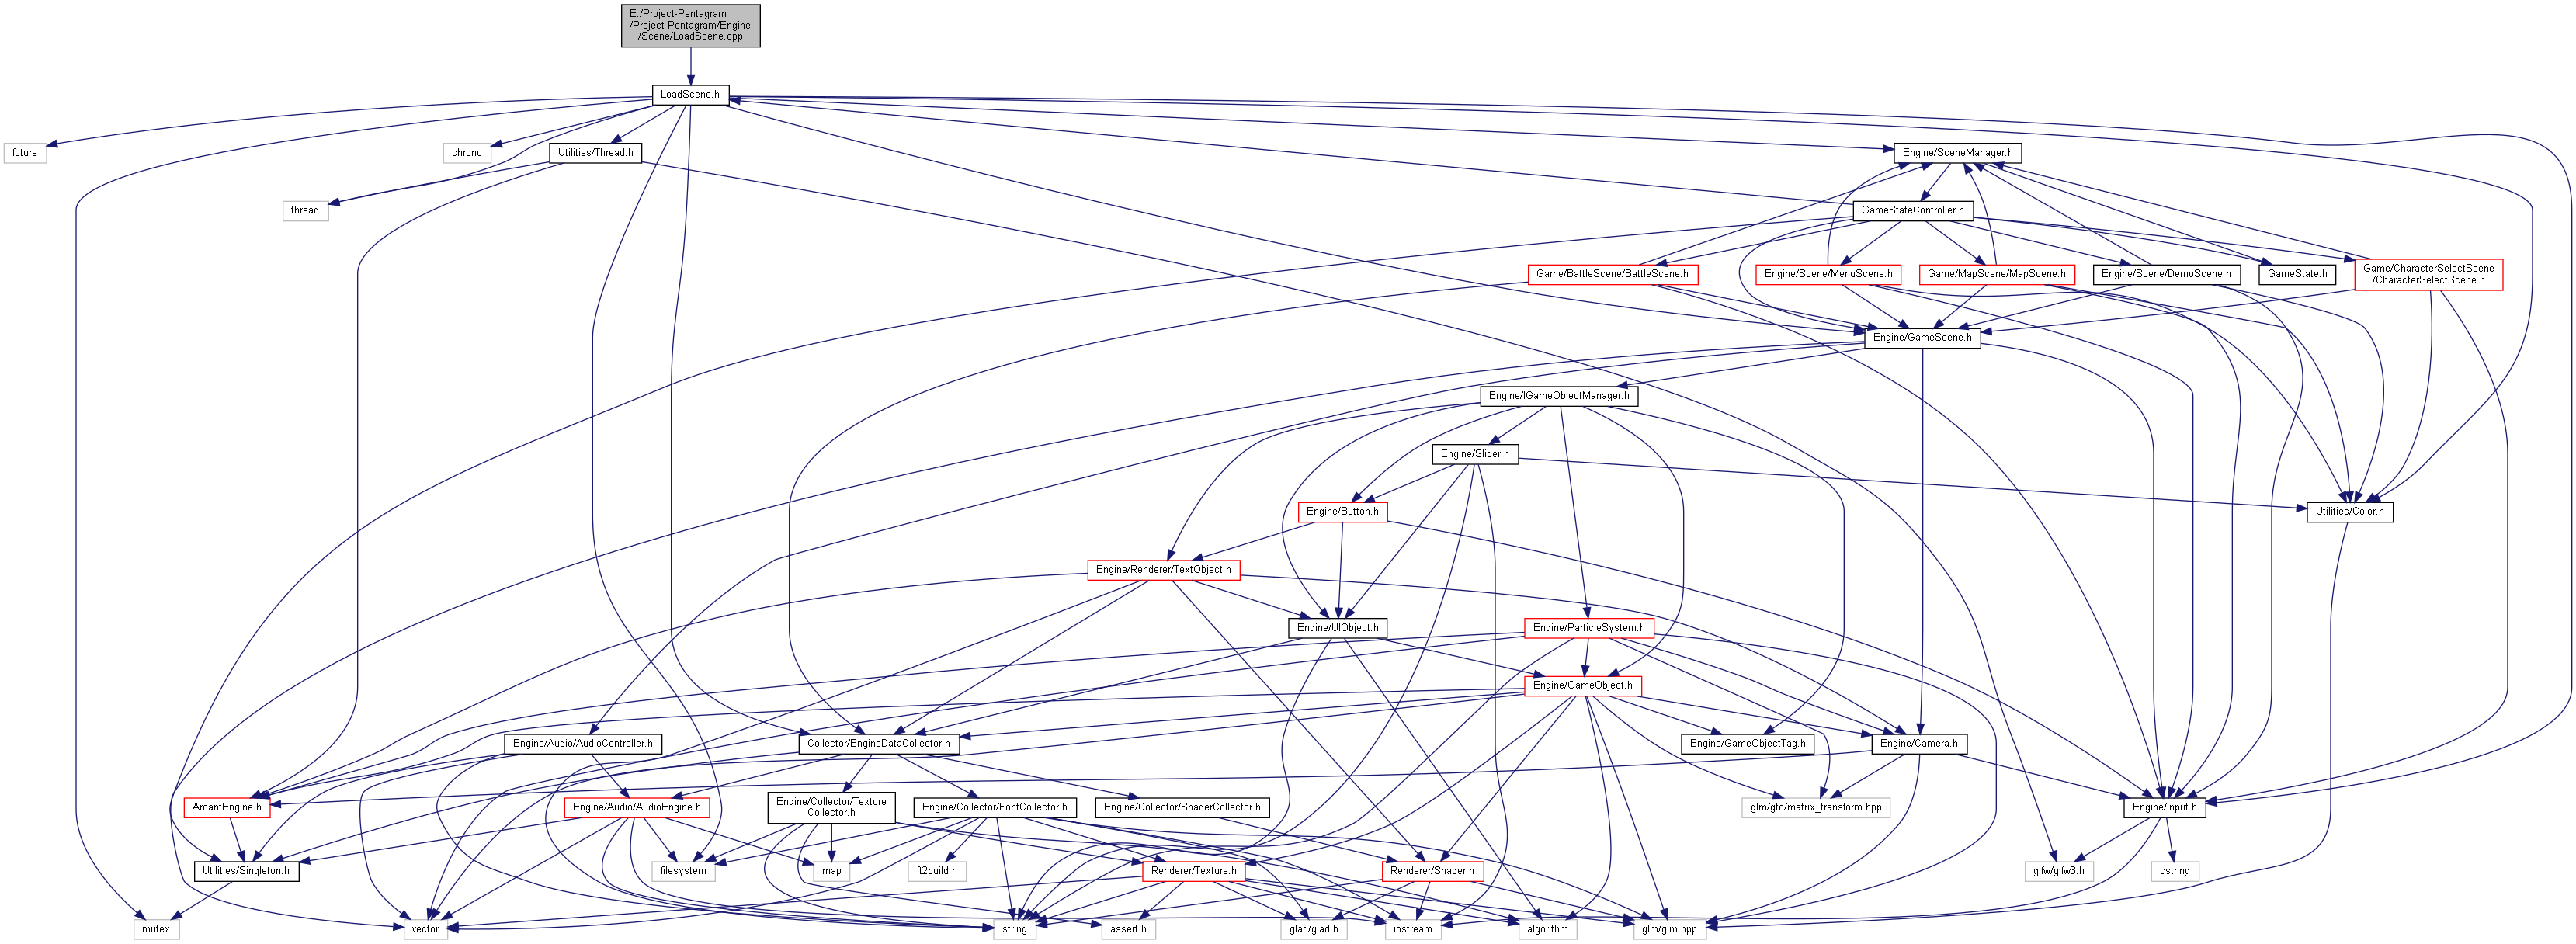 E:/Project-Pentagram
/Project-Pentagram/Engine
/Scene/LoadScene.cpp
LoadScene.h
future
chrono
Utilities/Thread.h
Engine/SceneManager.h
thread
GameStateController.h
Game/BattleScene/BattleScene.h
Engine/Scene/MenuScene.h
Game/MapScene/MapScene.h
Engine/Scene/DemoScene.h
GameState.h
Game/CharacterSelectScene
/CharacterSelectScene.h
Engine/GameScene.h
Engine/IGameObjectManager.h
Engine/Slider.h
Engine/Button.h
Utilities/Color.h
Engine/Renderer/TextObject.h
Engine/UIObject.h
Engine/ParticleSystem.h
Engine/GameObject.h
Engine/Audio/AudioController.h
Collector/EngineDataCollector.h
Engine/GameObjectTag.h
Engine/Camera.h
ArcantEngine.h
Engine/Audio/AudioEngine.h
Engine/Collector/Texture
Collector.h
Engine/Collector/FontCollector.h
Engine/Collector/ShaderCollector.h
glm/gtc/matrix_transform.hpp
Engine/Input.h
Utilities/Singleton.h
filesystem
map
ft2build.h
Renderer/Texture.h
Renderer/Shader.h
glfw/glfw3.h
cstring
mutex
vector
string
assert.h
glad/glad.h
iostream
algorithm
glm/glm.hpp